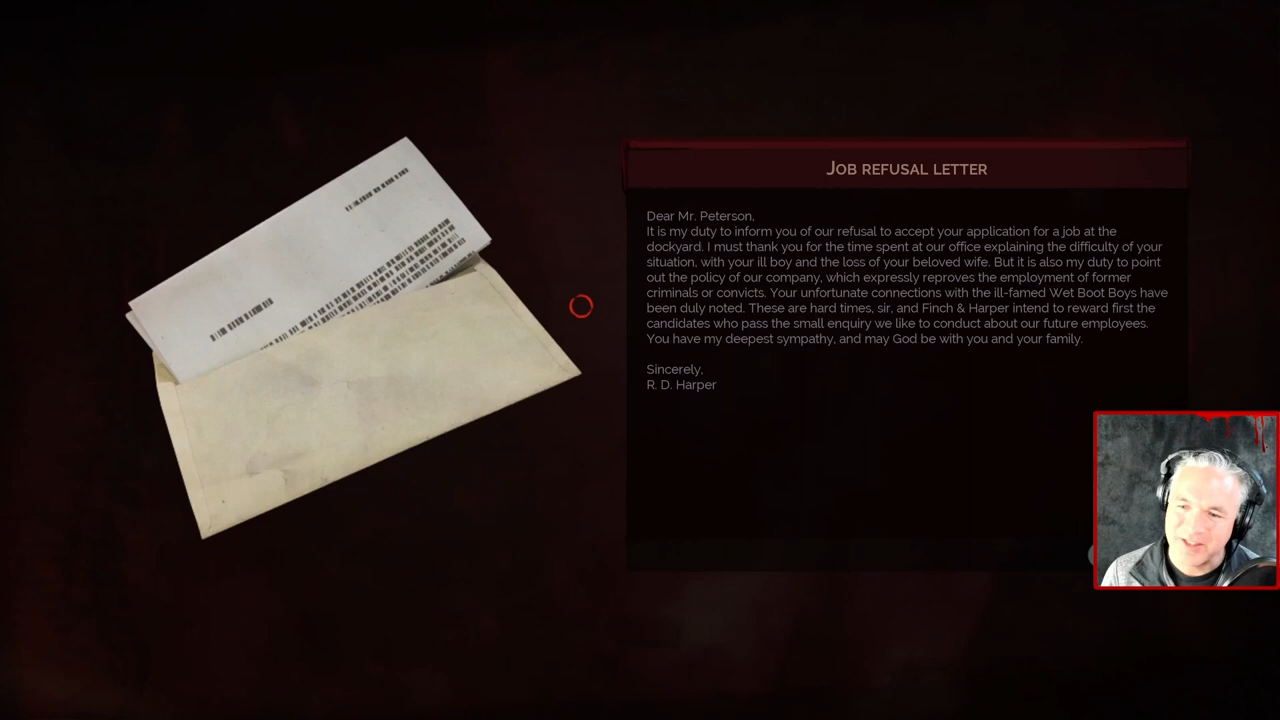 JOB REFUSAL LETTER
Dear Mr. Peterson,
It is my duty to inform you of our refusal to accept your application for a job at the
dockyard. I must thank you for the time spent at our office explaining the difficulty of your
situation, with your ill boy and the loss of your beloved wife. But it is also my duty to point
out the policy of our company, which expressly reproves the employment of former
criminals or convicts. Your unfortunate connections with the ill-famed Wet Boot Boys have
been duly noted. These are hard times, sir, and Finch & Harper intend to reward first the
candidates who pass the small enquiry we like to conduct about our future employees.
You have my deepest sympathy, and may God be with you and your family.
Sincerely,
R. D. Harper